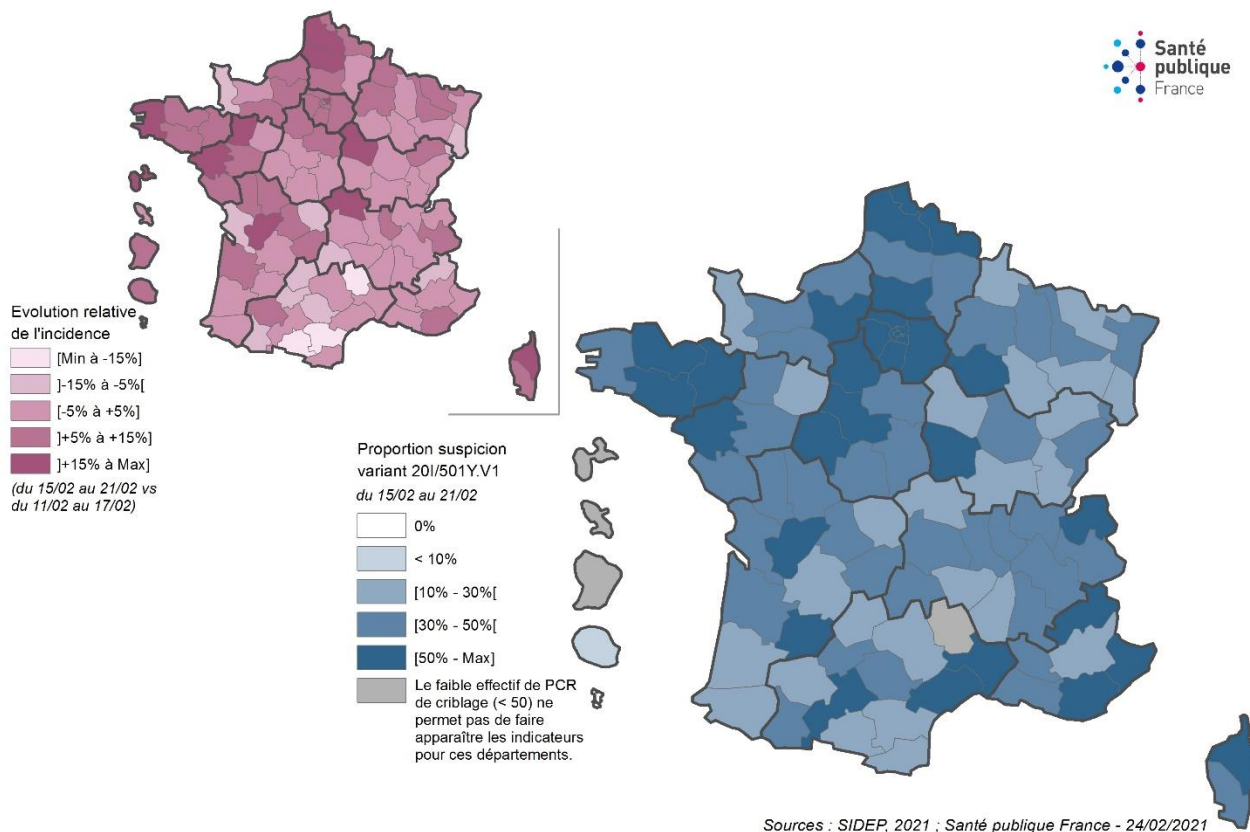 Santé
publique
France
Evolution relative
de l'incidence
[Min à -15%]
]-15% à -5%[
[-5% à +5%]
]+5% à +15%]
]+15% à Max]
(du 15/02 au 21/02 vs
du 11/02 au 17/02)
Proportion suspicion
variant 20I/501Y.V1
du 15/02 au 21/02
0%
< 10%
[10% - 30%[
[30% - 50%[
[50% - Max]
Le faible effectif de PCR
de criblage (< 50) ne
permet pas de faire
apparaître les indicateurs
pour ces départements.
Sources : SIDEP, 2021 ; Santé publique France - 24/02/2021